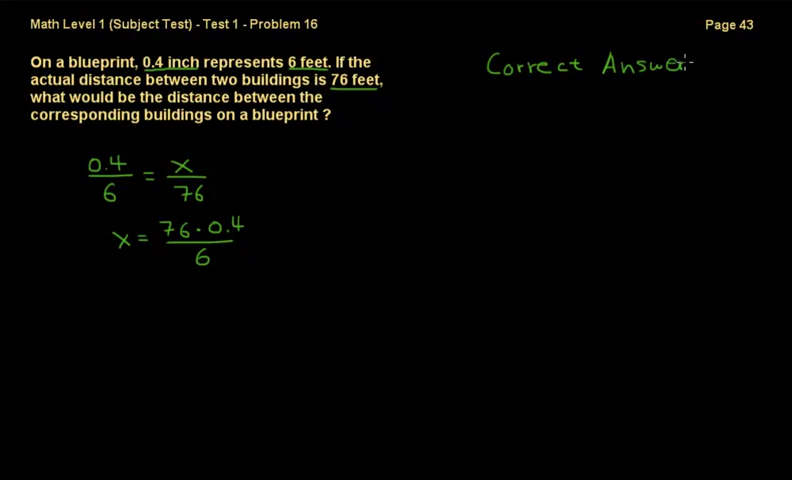 Math Level 1 (Subject Test) - Test 1 - Problem 16
Page 43
On a blueprint, 0.4 inch represents 6 feet. If the
actual distance between two buildings is 76 feet,
what would be the distance between the
corresponding buildings on a blueprint ?
Correct Answer
0.4/6 = x/76
x = 76 · 0.4/6